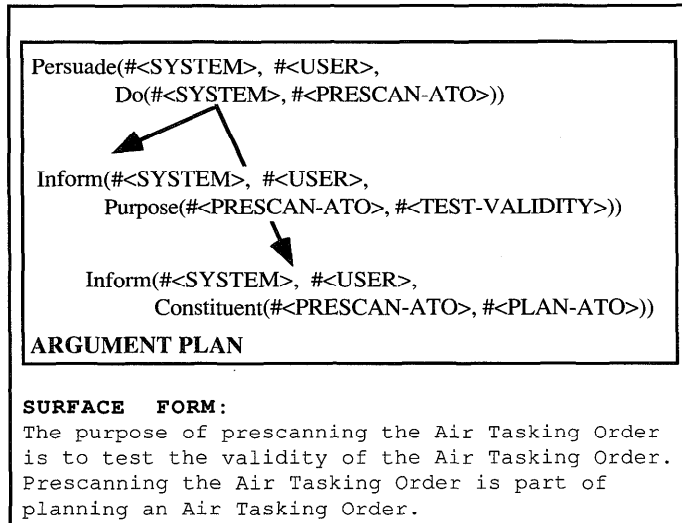 Persuade(#<SYSTEM>, #<USER>,
Do(#<SYSTEM>, #<PRESCAN-ATO>))
Inform(#<SYSTEM>, #<USER>,
Purpose(#<PRESCAN-ATO>, #<TEST-VALIDITY>))
Inform(#<SYSTEM>, #<USER>,
Constituent(#<PRESCAN-ATO>, #<PLAN-ATO>))
ARGUMENT PLAN
SURFACE FORM:
The purpose of prescanning the Air Tasking Order
is to test the validity of the Air Tasking Order.
Prescanning the Air Tasking Order is part of
planning an Air Tasking Order.